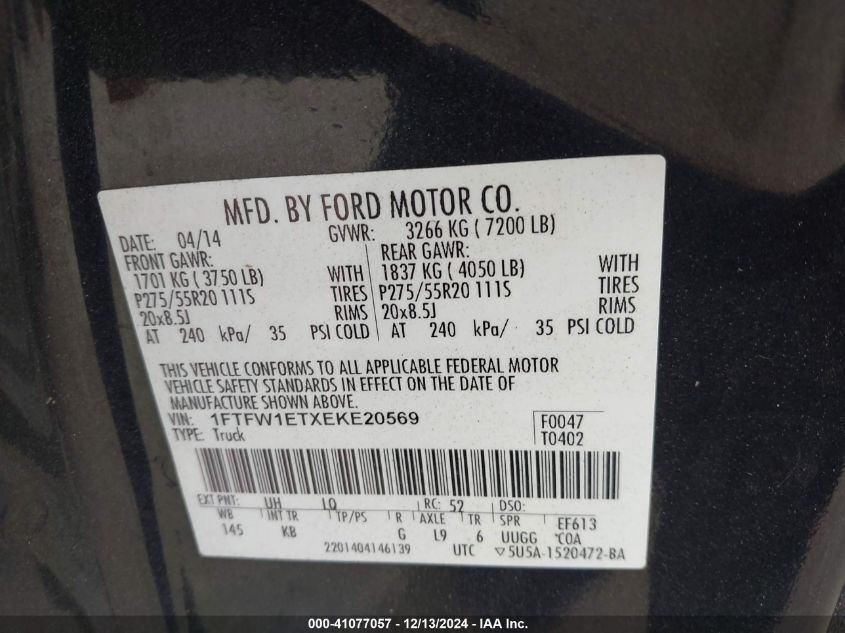 MFD. BY FORD MOTOR CO.
DATE: 04/14 GVWR: 3266 KG ( 7200 LB)
FRONT GAWR: REAR GAWR:
1701 KG ( 3750 LB) WITH 1837 KG ( 4050 LB) WITH
P275/55R20 111S TIRES P275/55R20 111S TIRES
20x8.5J RIMS 20x8.5J RIMS
AT 240 kPa/ 35 PSI COLD AT 240 kPa/ 35 PSI COLD
THIS VEHICLE CONFORMS TO ALL APPLICABLE FEDERAL MOTOR
VEHICLE SAFETY STANDARDS IN EFFECT ON THE DATE OF
MANUFACTURE SHOWN ABOVE.
VIN: 1FTFW1ETXEKE20569 F0047
TYPE: Truck T0402
EXT PNT: UH LQ RC: 52 DSO:
WB INT TR TP/PS R AXLE TR SPR EF613
145 KB G L9 6 UUGG COA
2201404146139 UTC ▽5U5A-1520472-BA
000-41077057 - 12/13/2024 - IAA Inc.